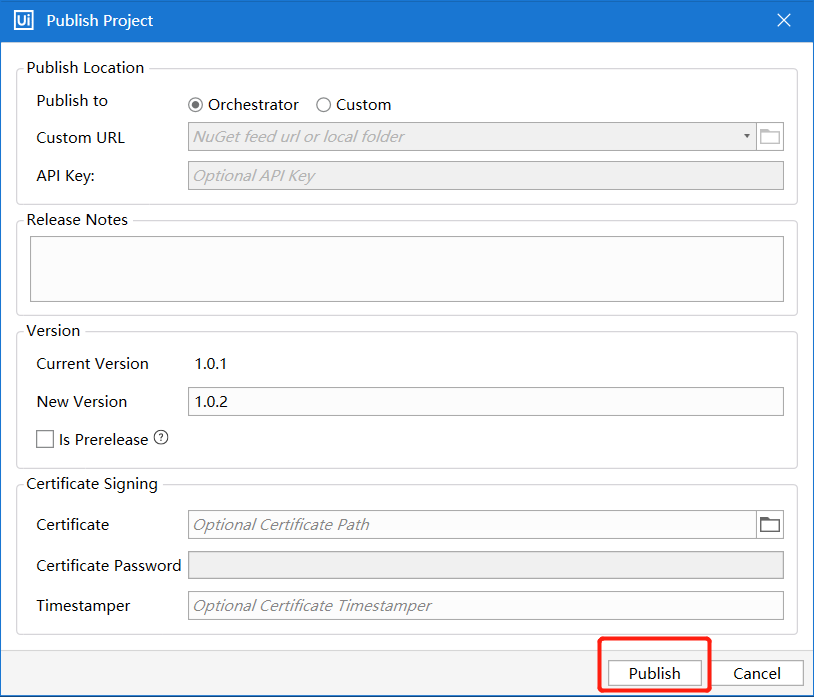 Ui Publish Project
Publish Location
Publish to Orchestrator Custom
Custom URL NuGet feed url or local folder
API Key: Optional API Key
Release Notes
Version
Current Version 1.0.1
New Version 1.0.2
Is Prerelease ?
Certificate Signing
Certificate Optional Certificate Path
Certificate Password
Timestamper Optional Certificate Timestamper
Publish Cancel